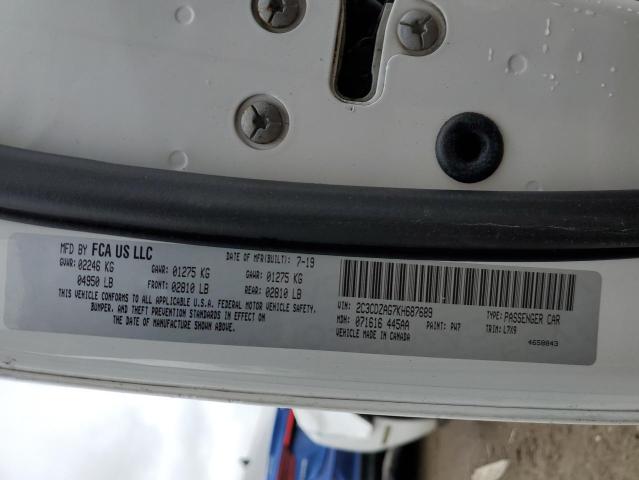 MFD BY FCA US LLC
DATE OF MFR(BUILT): 7-19
GVWR: 02246 KG GAWR: 01275 KG GAWR: 01275 KG
04950 LB FRONT: 02810 LB REAR: 02810 LB
THIS VEHICLE CONFORMS TO ALL APPLICABLE U.S.A. FEDERAL MOTOR VEHICLE SAFETY,
BUMPER, AND THEFT PREVENTION STANDARDS IN EFFECT ON
THE DATE OF MANUFACTURE SHOWN ABOVE.
VIN: 2C3CDZAG7KH687689 TYPE: PASSENGER CAR
MDH: 071616 445AA PAINT: PW7 TRIM: L7X9
VEHICLE MADE IN CANADA
4658843